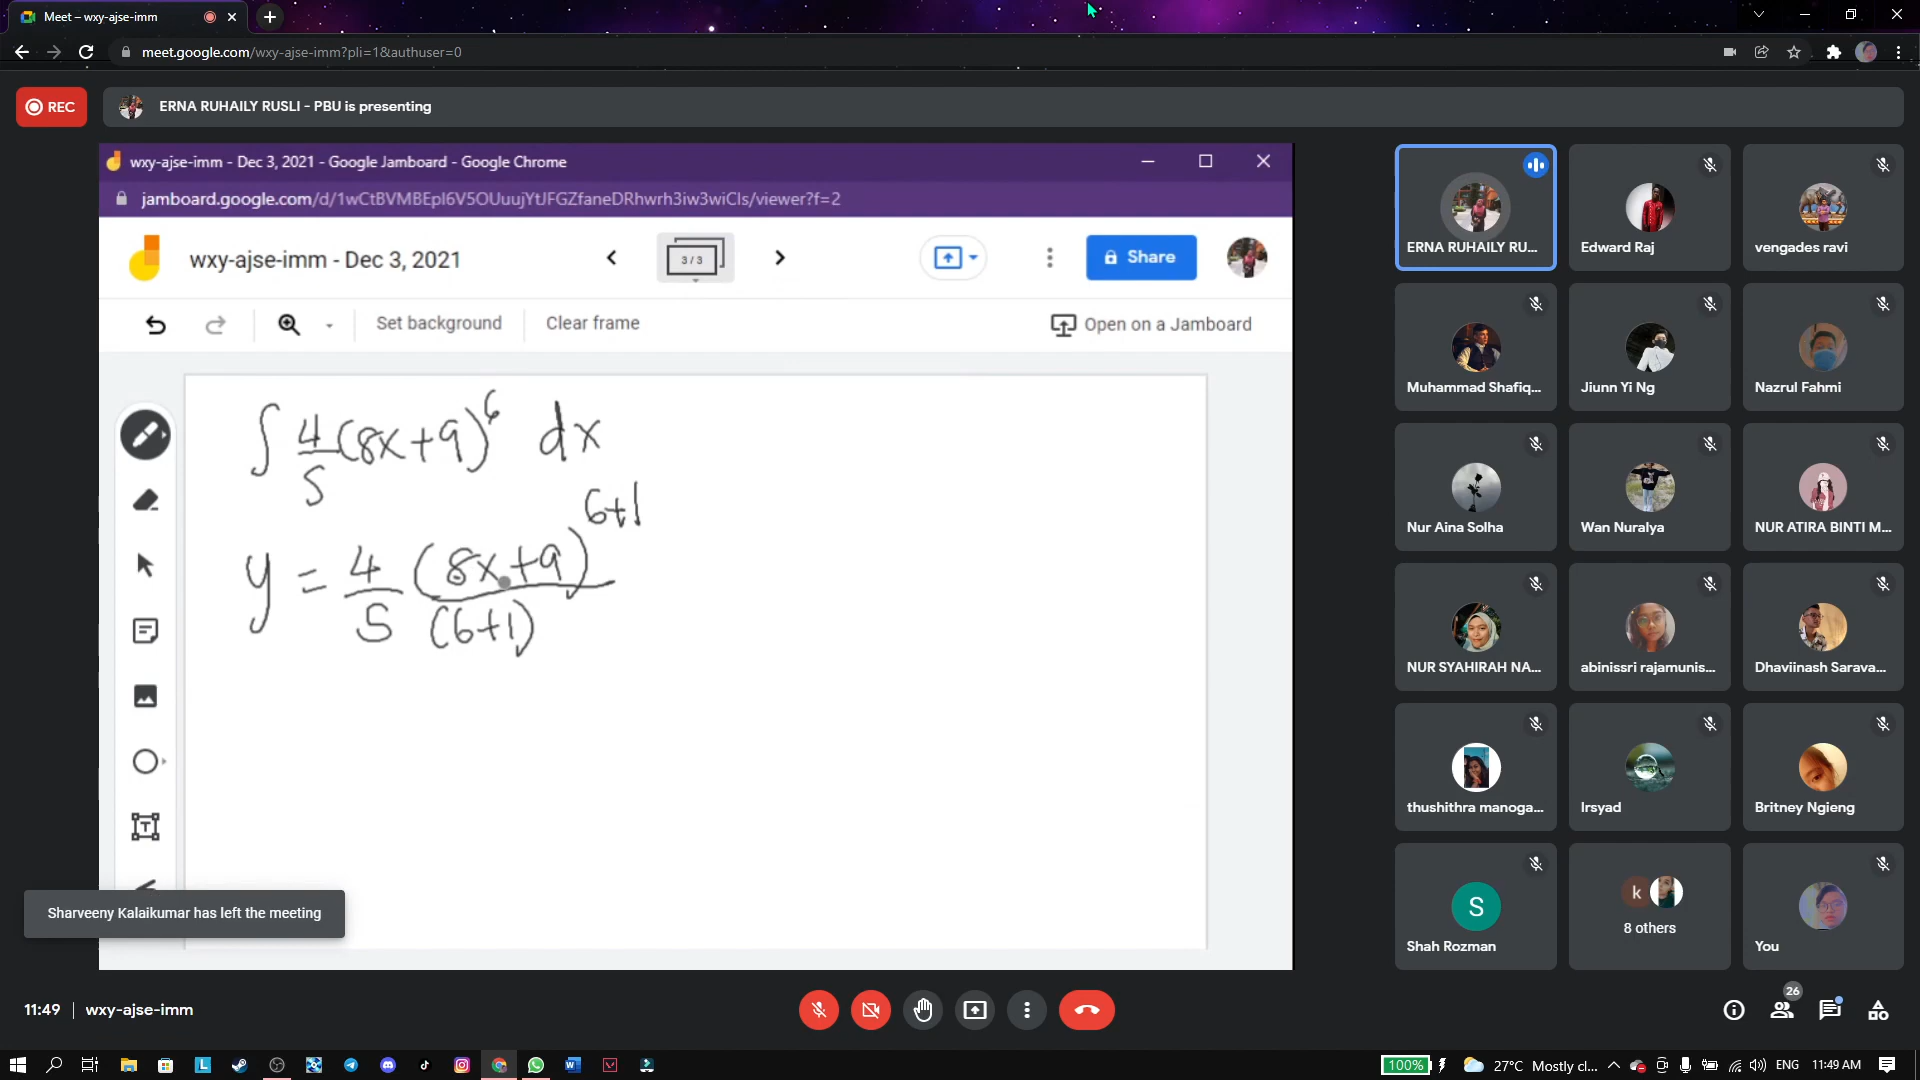 Meet – wxy-ajse-imm
meet.google.com/wxy-ajse-imm?pli=1&authuser=0
REC
ERNA RUHAILY RUSLI - PBU is presenting
wxy-ajse-imm - Dec 3, 2021 - Google Jamboard - Google Chrome
jamboard.google.com/d/1wCtBVMBEpI6V5OUuujYtJFGZfaneDRhwrh3iw3wiCIs/viewer?f=2
wxy-ajse-imm - Dec 3, 2021
3 / 3
Share
Set background
Clear frame
Open on a Jamboard
∫ 4/5 (8x+9)^6 dx
y = 4/5 (8x+9)^6+1 / (6+1)
Sharveeny Kalaikumar has left the meeting
ERNA RUHAILY RU...
Edward Raj
vengades ravi
Muhammad Shafiq...
Jiunn Yi Ng
Nazrul Fahmi
Nur Aina Solha
Wan Nuralya
NUR ATIRA BINTI M...
NUR SYAHIRAH NA...
abinissri rajamunis...
Dhaviinash Sarava...
thushithra manoga...
Irsyad
Britney Ngieng
S
Shah Rozman
k
8 others
You
11:49 | wxy-ajse-imm
26
100%
27°C Mostly cl...
ENG
11:49 AM